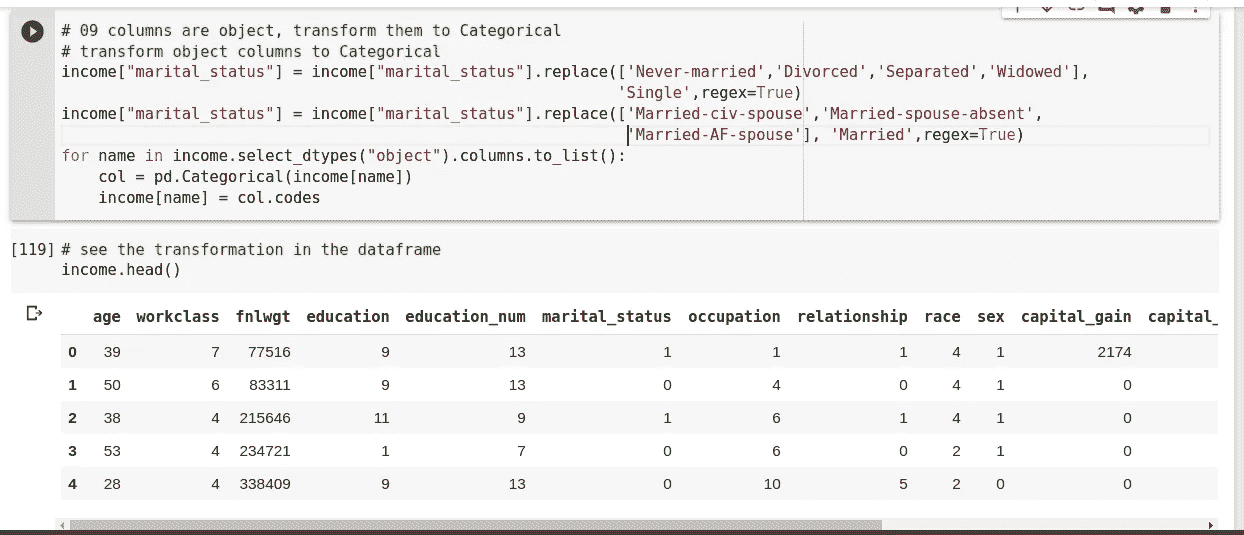 # 09 columns are object, transform them to Categorical
# transform object columns to Categorical
income["marital_status"] = income["marital_status"].replace(['Never-married','Divorced','Separated','Widowed'],
'Single',regex=True)
income["marital_status"] = income["marital_status"].replace(['Married-civ-spouse','Married-spouse-absent',
'Married-AF-spouse'], 'Married',regex=True)
for name in income.select_dtypes("object").columns.to_list():
col = pd.Categorical(income[name])
income[name] = col.codes
[119] # see the transformation in the dataframe
income.head()
age workclass fnlwgt education education_num marital_status occupation relationship race sex capital_gain capital_
0 39 7 77516 9 13 1 1 1 4 1 2174
1 50 6 83311 9 13 0 4 0 4 1 0
2 38 4 215646 11 9 1 6 1 4 1 0
3 53 4 234721 1 7 0 6 0 2 1 0
4 28 4 338409 9 13 0 10 5 2 0 0